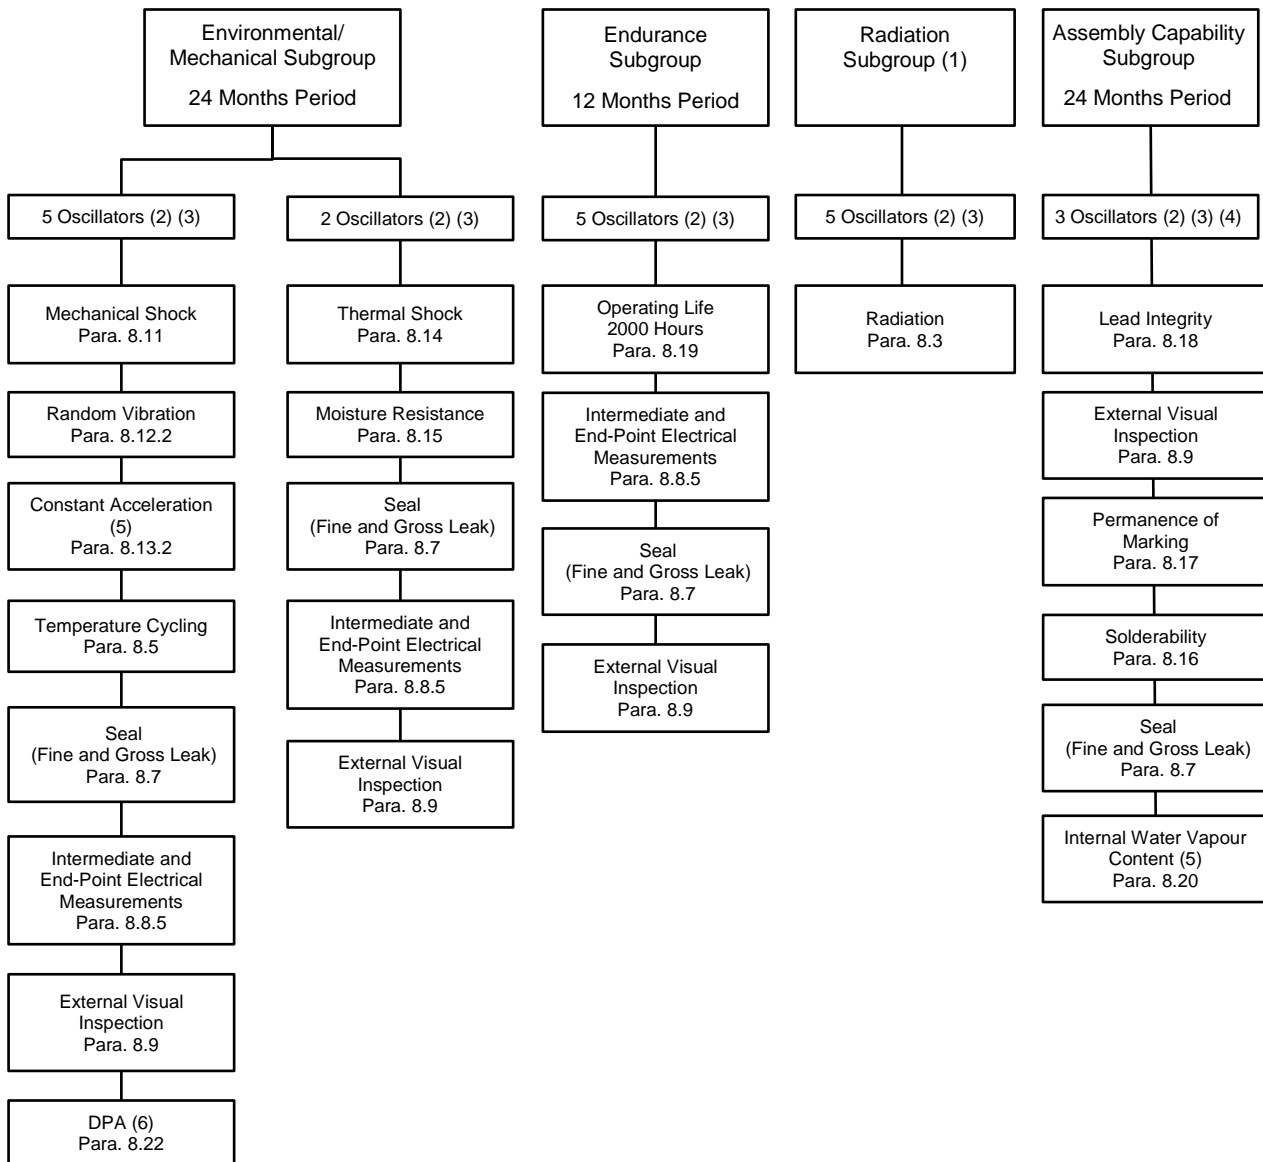 Environmental/
Mechanical Subgroup
24 Months Period
5 Oscillators (2) (3)
Mechanical Shock
Para. 8.11
Random Vibration
Para. 8.12.2
Constant Acceleration
(5)
Para. 8.13.2
Temperature Cycling
Para. 8.5
Seal
(Fine and Gross Leak)
Para. 8.7
Intermediate and
End-Point Electrical
Measurements
Para. 8.8.5
External Visual
Inspection
Para. 8.9
DPA (6)
Para. 8.22
2 Oscillators (2) (3)
Thermal Shock
Para. 8.14
Moisture Resistance
Para. 8.15
Seal
(Fine and Gross Leak)
Para. 8.7
Intermediate and
End-Point Electrical
Measurements
Para. 8.8.5
External Visual
Inspection
Para. 8.9
Endurance
Subgroup
12 Months Period
5 Oscillators (2) (3)
Operating Life
2000 Hours
Para. 8.19
Intermediate and
End-Point Electrical
Measurements
Para. 8.8.5
Seal
(Fine and Gross Leak)
Para. 8.7
External Visual
Inspection
Para. 8.9
Radiation
Subgroup (1)
5 Oscillators (2) (3)
Radiation
Para. 8.3
Assembly Capability
Subgroup
24 Months Period
3 Oscillators (2) (3) (4)
Lead Integrity
Para. 8.18
External Visual
Inspection
Para. 8.9
Permanence of
Marking
Para. 8.17
Solderability
Para. 8.16
Seal
(Fine and Gross Leak)
Para. 8.7
Internal Water Vapour
Content (5)
Para. 8.20